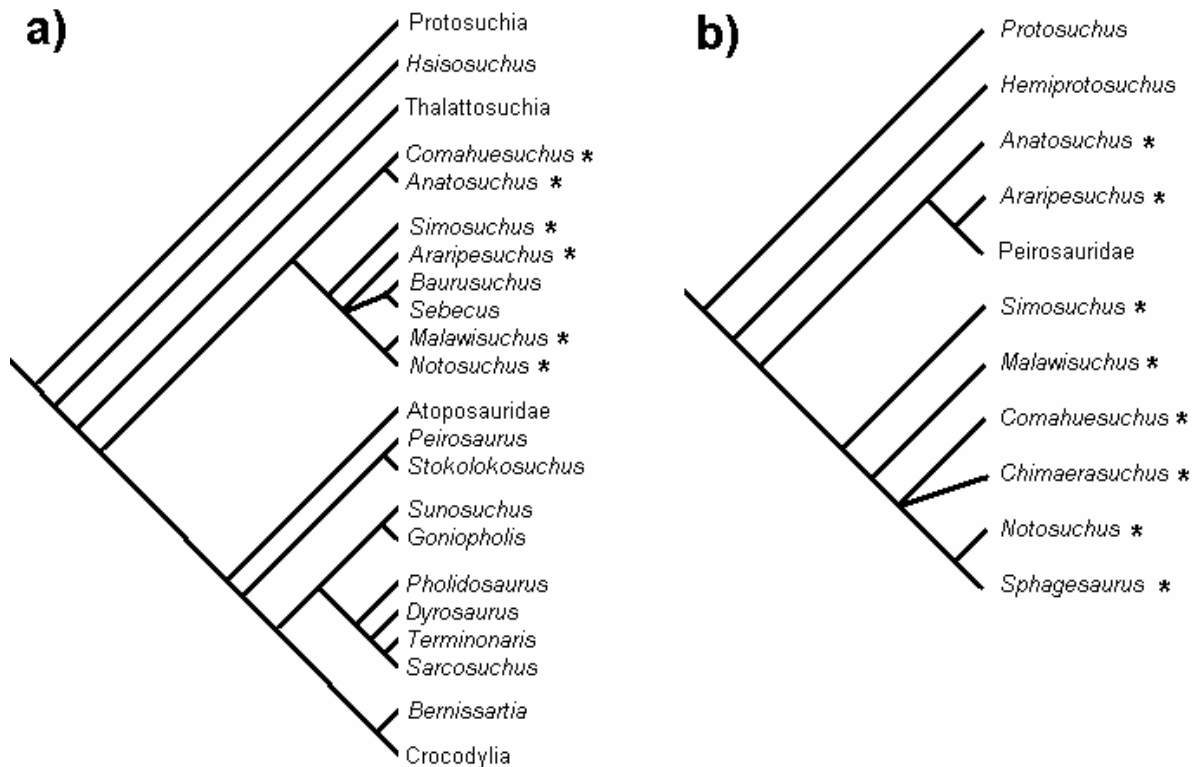 a)
Protosuchia
Hsisosuchus
Thalattosuchia
Comahuesuchus *
Anatosuchus *
Simosuchus *
Araripesuchus *
Baurusuchus
Sebecus
Malawisuchus *
Notosuchus *
Atoposauridae
Peirosaurus
Stokolokosuchus
Sunosuchus
Goniopholis
Pholidosaurus
Dyrosaurus
Terminonaris
Sarcosuchus
Bernissartia
Crocodylia
b)
Protosuchus
Hemiprotosuchus
Anatosuchus *
Araripesuchus *
Peirosauridae
Simosuchus *
Malawisuchus *
Comahuesuchus *
Chimaerasuchus *
Notosuchus *
Sphagesaurus *